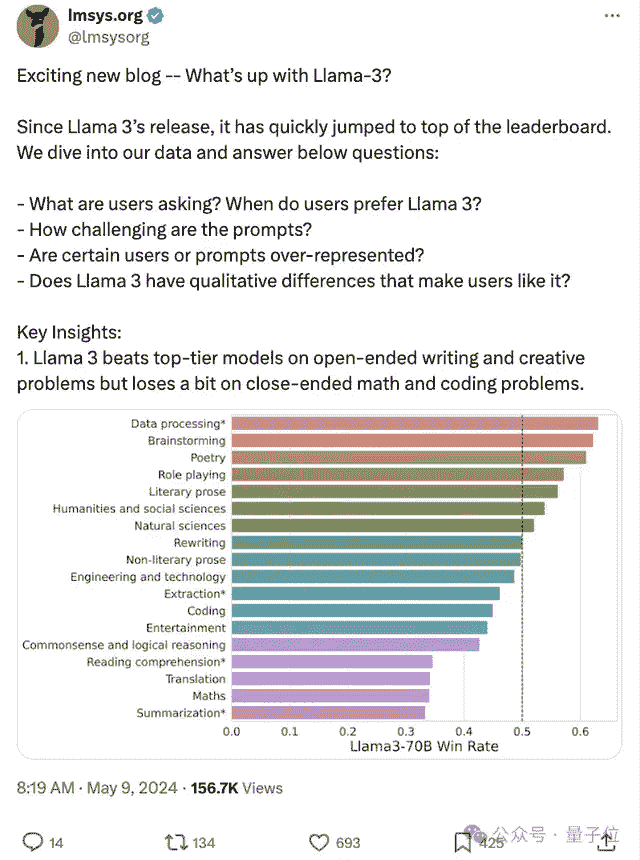 lmsys.org
@lmsysorg
Exciting new blog -- What's up with Llama-3?
Since Llama 3's release, it has quickly jumped to top of the leaderboard.
We dive into our data and answer below questions:
- What are users asking? When do users prefer Llama 3?
- How challenging are the prompts?
- Are certain users or prompts over-represented?
- Does Llama 3 have qualitative differences that make users like it?
Key Insights:
1. Llama 3 beats top-tier models on open-ended writing and creative
problems but loses a bit on close-ended math and coding problems.
Data processing*
Brainstorming
Poetry
Role playing
Literary prose
Humanities and social sciences
Natural sciences
Rewriting
Non-literary prose
Engineering and technology
Extraction*
Coding
Entertainment
Commonsense and logical reasoning
Reading comprehension*
Translation
Maths
Summarization*
0.0 0.1 0.2 0.3 0.4 0.5 0.6
Llama3-70B Win Rate
8:19 AM · May 9, 2024 · 156.7K Views
14 134 693 425
公众号 · 量子位